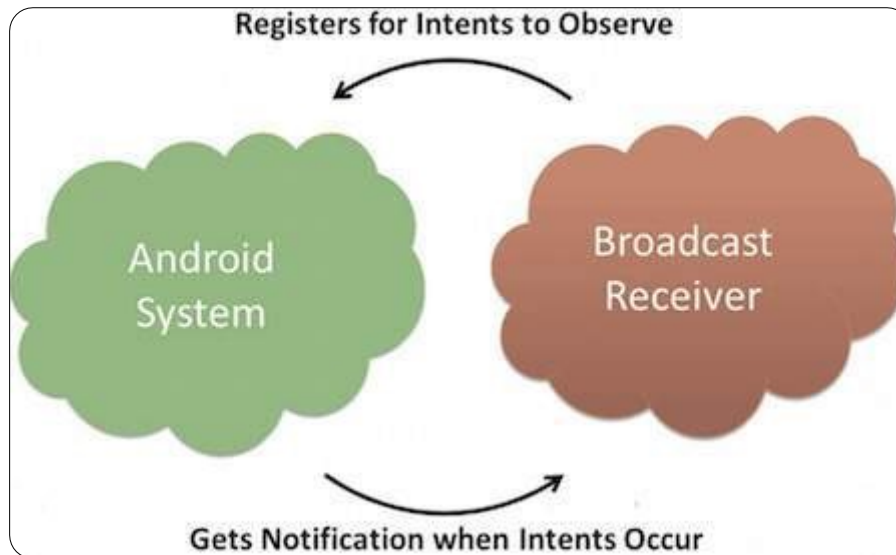 Registers for Intents to Observe
Android
System
Broadcast
Receiver
Gets Notification when Intents Occur